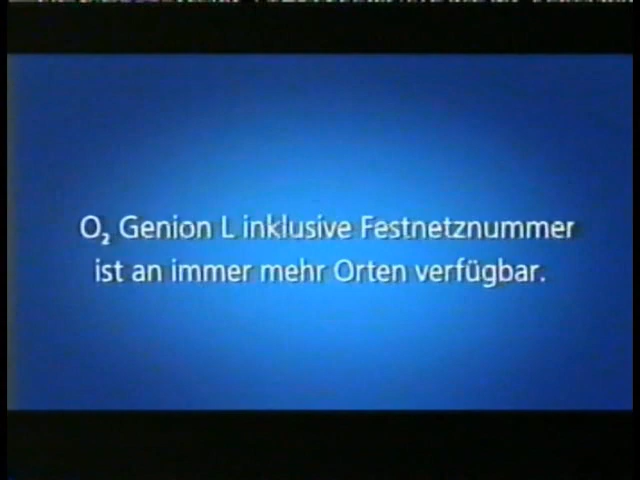 O₂ Genion L inklusive Festnetznummer
ist an immer mehr Orten verfügbar.